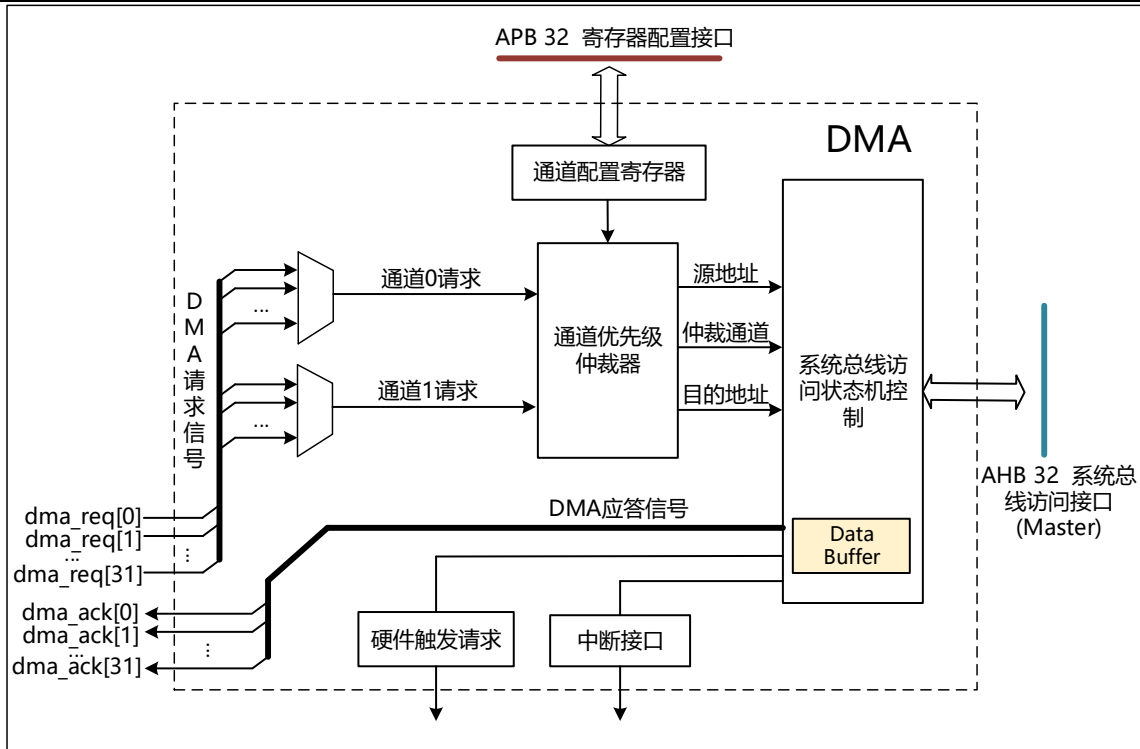 APB 32 寄存器配置接口
DMA
通道配置寄存器
DMA请求信号
通道0请求
...
通道1请求
...
通道优先级
仲裁器
源地址
仲裁通道
目的地址
系统总线访
问状态机控
制
AHB 32 系统总
线访问接口
(Master)
DMA应答信号
Data
Buffer
dma_req[0]
dma_req[1]
...
...
dma_req[31]
dma_ack[0]
dma_ack[1]
...
...
dma_ack[31]
硬件触发请求
中断接口